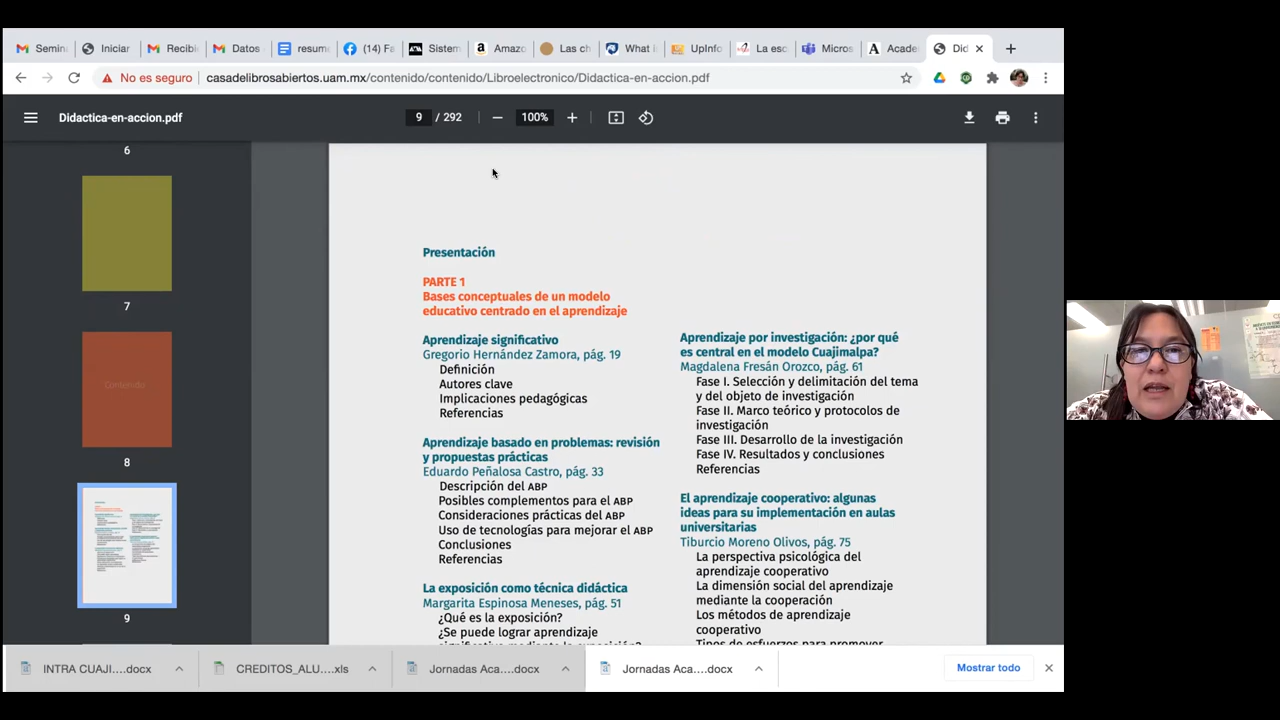 Semin
Iniciar
Recibi
Datos
resum
(14) Fa
Sistem
Amazo
Las ch
What i
UpInfo
La esc
Micros
Acade
Did
No es seguro
casadelibrosabiertos.uam.mx/contenido/contenido/Libroelectronico/Didactica-en-accion.pdf
Didactica-en-accion.pdf
9 / 292
100%
6
7
Contenido
8
9
Presentación
PARTE 1
Bases conceptuales de un modelo
educativo centrado en el aprendizaje
Aprendizaje significativo
Gregorio Hernández Zamora, pág. 19
Definición
Autores clave
Implicaciones pedagógicas
Referencias
Aprendizaje basado en problemas: revisión
y propuestas prácticas
Eduardo Peñalosa Castro, pág. 33
Descripción del ABP
Posibles complementos para el ABP
Consideraciones prácticas del ABP
Uso de tecnologías para mejorar el ABP
Conclusiones
Referencias
La exposición como técnica didáctica
Margarita Espinosa Meneses, pág. 51
¿Qué es la exposición?
¿Se puede lograr aprendizaje
significativo mediante la exposición?
Aprendizaje por investigación: ¿por qué
es central en el modelo Cuajimalpa?
Magdalena Fresán Orozco, pág. 61
Fase I. Selección y delimitación del tema
y del objeto de investigación
Fase II. Marco teórico y protocolos de
investigación
Fase III. Desarrollo de la investigación
Fase IV. Resultados y conclusiones
Referencias
El aprendizaje cooperativo: algunas
ideas para su implementación en aulas
universitarias
Tiburcio Moreno Olivos, pág. 75
La perspectiva psicológica del
aprendizaje cooperativo
La dimensión social del aprendizaje
mediante la cooperación
Los métodos de aprendizaje
cooperativo
Tipos de esfuerzos para promover
INTRA CUAJI....docx
CREDITOS_ALU....xls
Jornadas Aca....docx
Jornadas Aca....docx
Mostrar todo